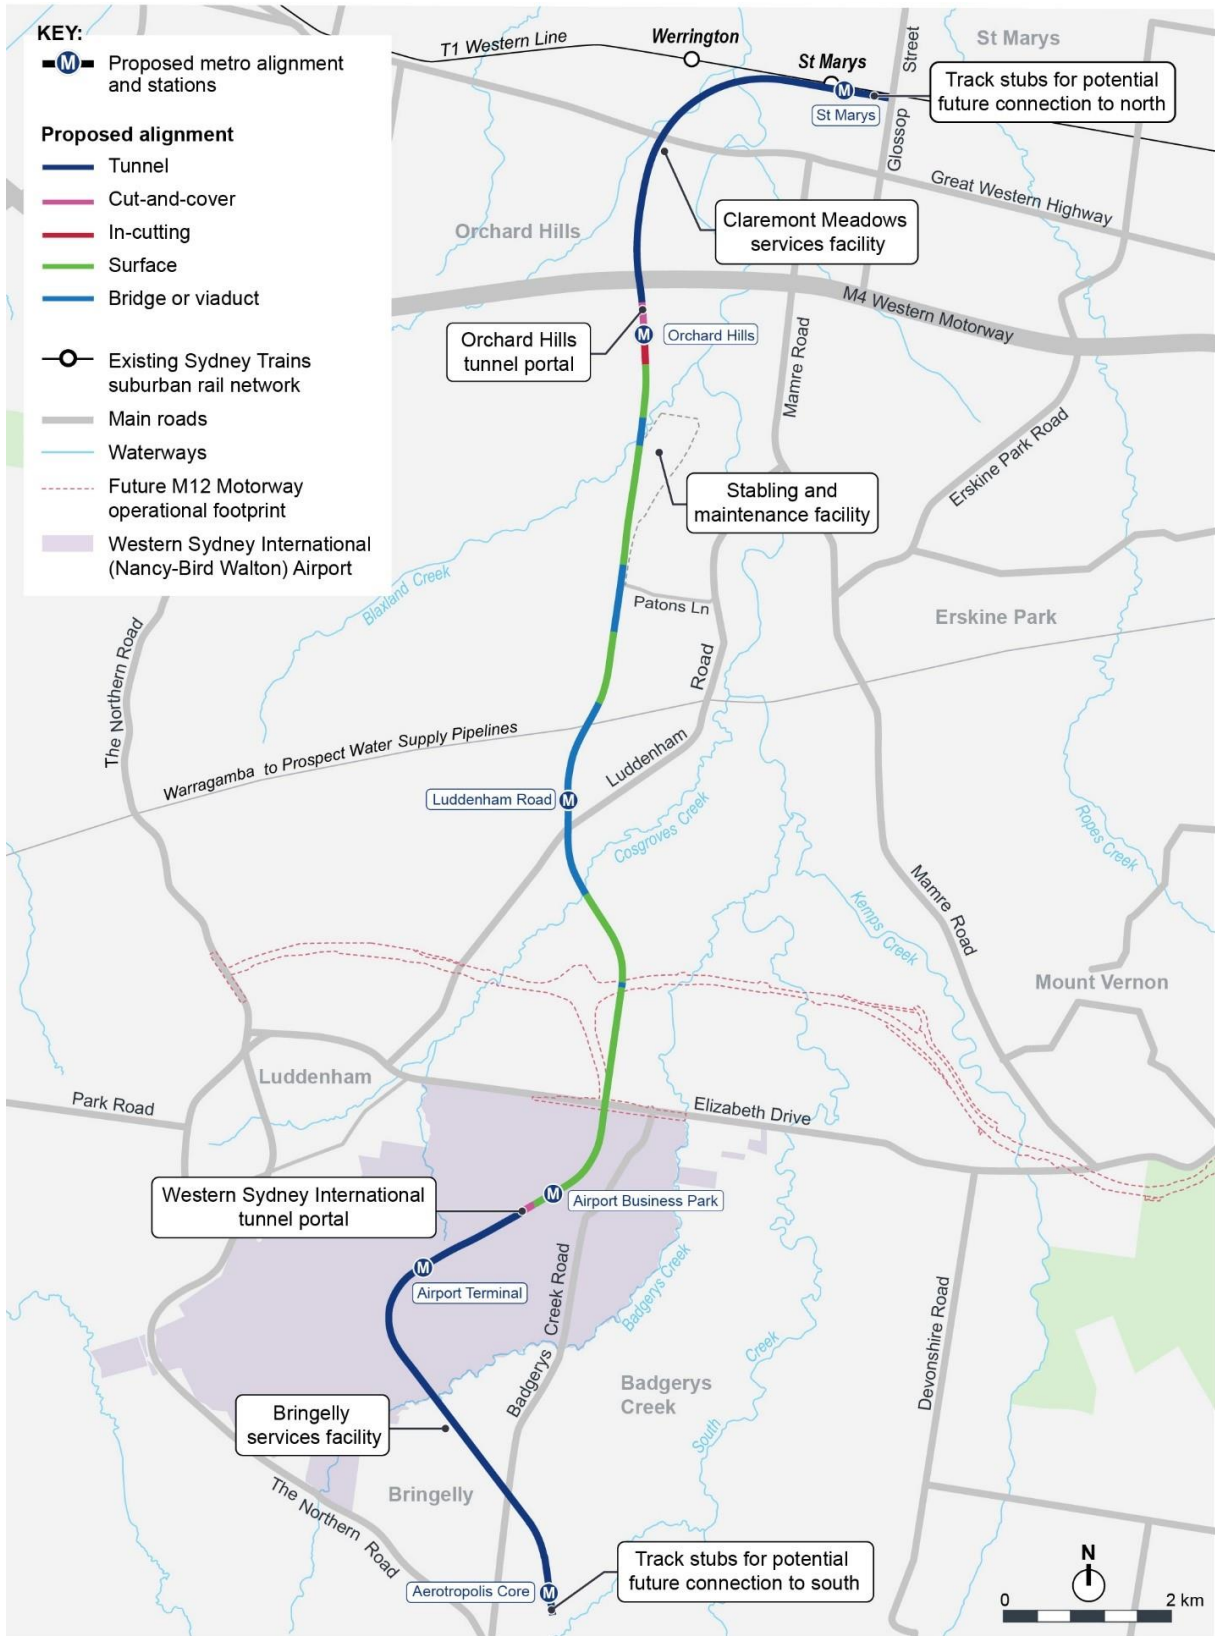 KEY:
M
Proposed metro alignment
and stations
Proposed alignment
Tunnel
Cut-and-cover
In-cutting
Surface
Bridge or viaduct
Existing Sydney Trains
suburban rail network
Main roads
Waterways
Future M12 Motorway
operational footprint
Western Sydney International
(Nancy-Bird Walton) Airport
T1 Western Line
Werrington
St Marys
Glossop Street
St Marys
M
St Marys
Track stubs for potential
future connection to north
Great Western Highway
Orchard Hills
Claremont Meadows
services facility
M4 Western Motorway
Orchard Hills
tunnel portal
M
Orchard Hills
Mamre Road
Erskine Park Road
Stabling and
maintenance facility
Blaxland Creek
Patons Ln
Erskine Park
The Northern Road
Luddenham Road
Warragamba to Prospect Water Supply Pipelines
Luddenham Road
M
Cosgroves Creek
Ropes Creek
Kemps Creek
Mamre Road
Mount Vernon
Luddenham
Park Road
Elizabeth Drive
Western Sydney International
tunnel portal
M
Airport Business Park
M
Airport Terminal
Badgerys Creek Road
Badgerys Creek
South Creek
Devonshire Road
Badgerys
Creek
Bringelly
services facility
Bringelly
The Northern Road
Track stubs for potential
future connection to south
Aerotropolis Core
M
N
0 2 km